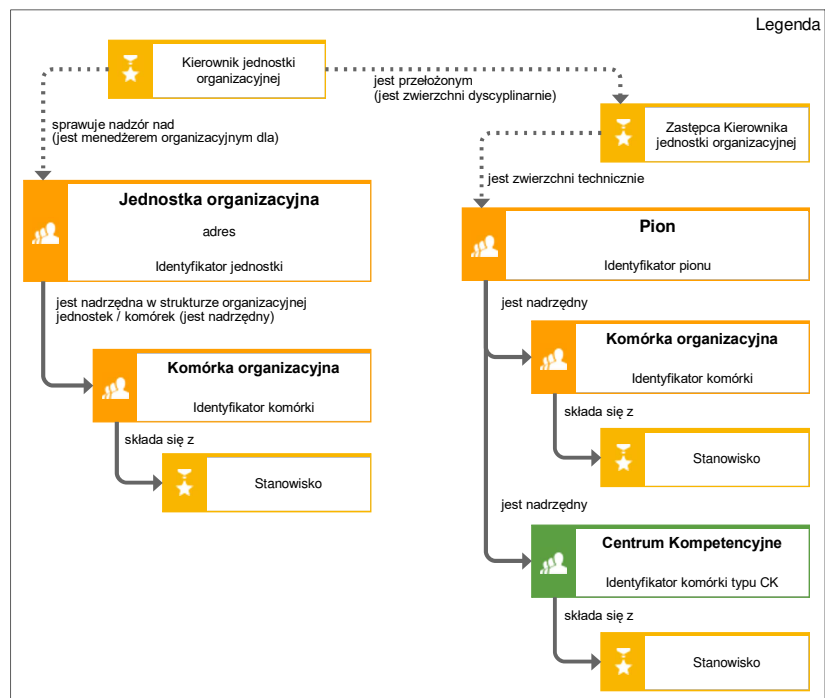 Legenda
Kierownik jednostki
organizacyjnej
jest przełożonym
(jest zwierzchni dyscyplinarnie)
sprawuje nadzór nad
(jest menedżerem organizacyjnym dla)
Zastępca Kierownika
jednostki organizacyjnej
jest zwierzchni technicznie
Jednostka organizacyjna
adres
Identyfikator jednostki
Pion
Identyfikator pionu
jest nadrzędna w strukturze organizacyjnej
jednostek / komórek (jest nadrzędny)
jest nadrzędny
Komórka organizacyjna
Identyfikator komórki
Komórka organizacyjna
Identyfikator komórki
składa się z
składa się z
Stanowisko
Stanowisko
jest nadrzędny
Centrum Kompetencyjne
Identyfikator komórki typu CK
składa się z
Stanowisko